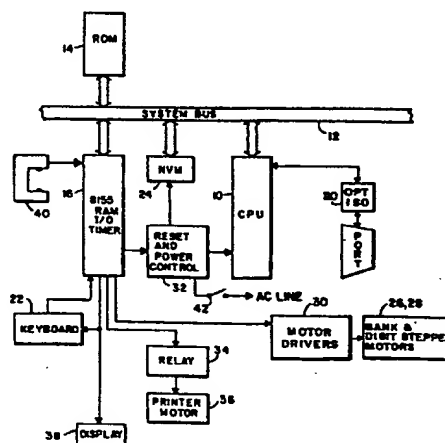 14
ROM
SYSTEM BUS
12
40
16
8155
RAM
I/O
TIMER
24
NVM
10
CPU
20
OPT
ISO
PORT
RESET
AND
POWER
CONTROL
32
42
AC LINE
22
KEYBOARD
34
RELAY
36
PRINTER
MOTOR
38
DISPLAY
30
MOTOR
DRIVERS
26,28
BANK &
DIGIT STEPPE
MOTORS